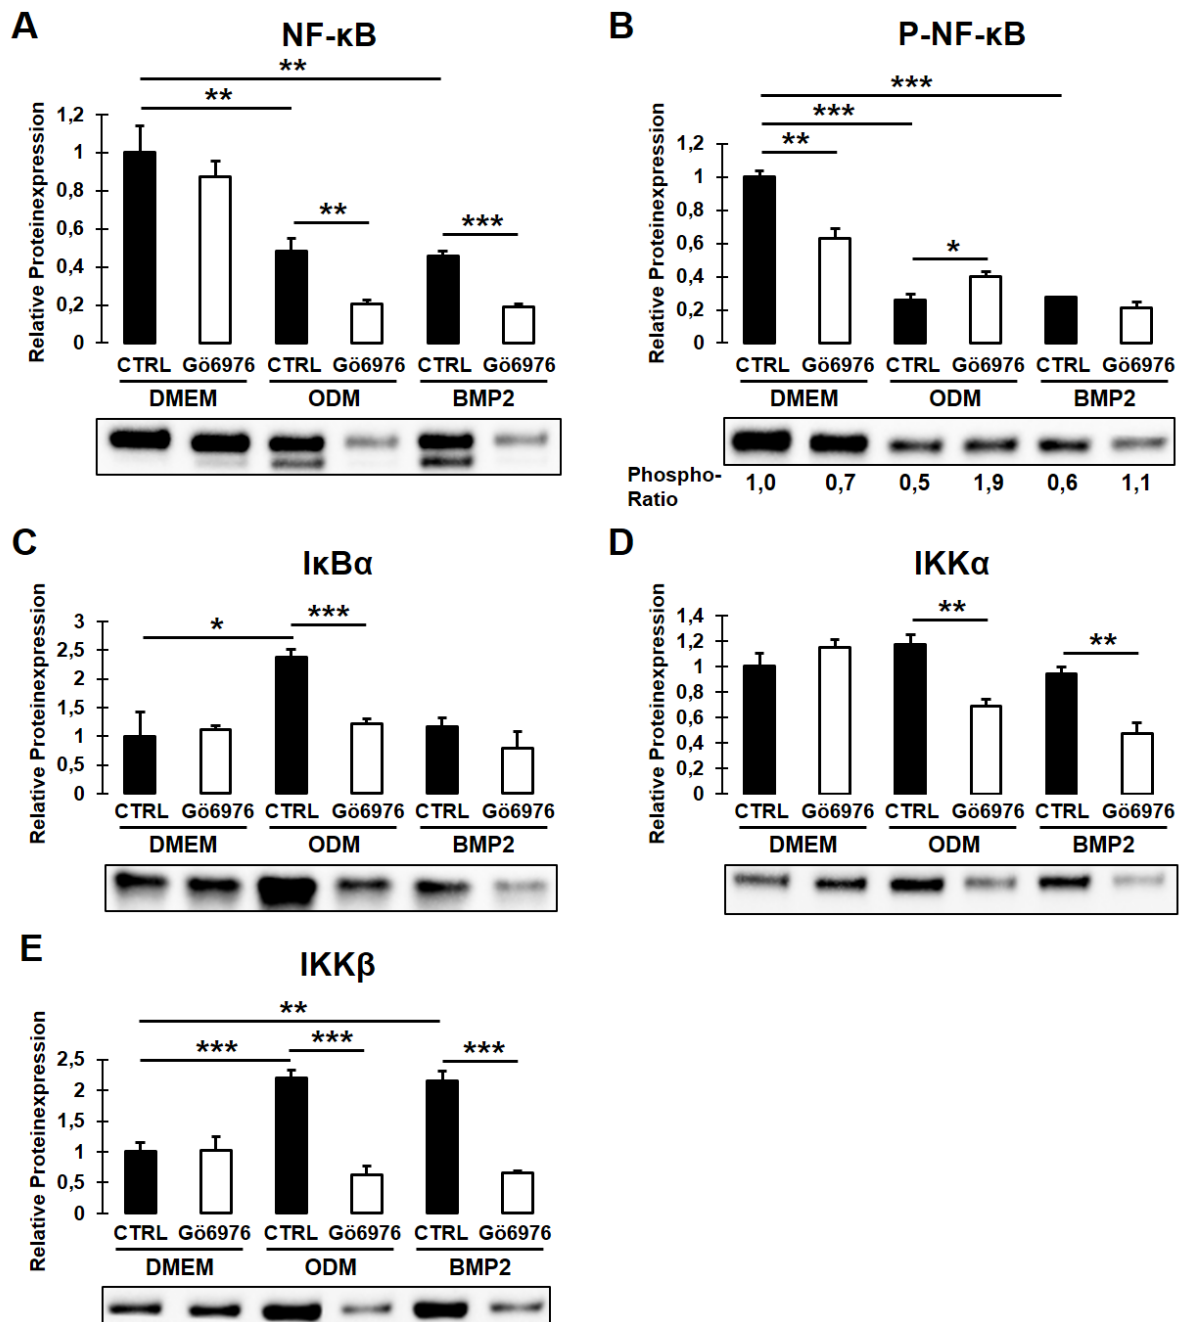 A
NF-κB
**
**
**
***
Relative Proteinexpression
1,2
1
0,8
0,6
0,4
0,2
0
CTRL Gö6976 CTRL Gö6976 CTRL Gö6976
DMEM ODM BMP2
B
P-NF-κB
***
***
**
*
Relative Proteinexpression
1,2
1
0,8
0,6
0,4
0,2
0
CTRL Gö6976 CTRL Gö6976 CTRL Gö6976
DMEM ODM BMP2
Phospho-
Ratio
1,0 0,7 0,5 1,9 0,6 1,1
C
IκBα
*
***
Relative Proteinexpression
3
2,5
2
1,5
1
0,5
0
CTRL Gö6976 CTRL Gö6976 CTRL Gö6976
DMEM ODM BMP2
D
IKKα
**
**
Relative Proteinexpression
1,4
1,2
1
0,8
0,6
0,4
0,2
0
CTRL Gö6976 CTRL Gö6976 CTRL Gö6976
DMEM ODM BMP2
E
IKKβ
**
***
***
***
Relative Proteinexpression
2,5
2
1,5
1
0,5
0
CTRL Gö6976 CTRL Gö6976 CTRL Gö6976
DMEM ODM BMP2